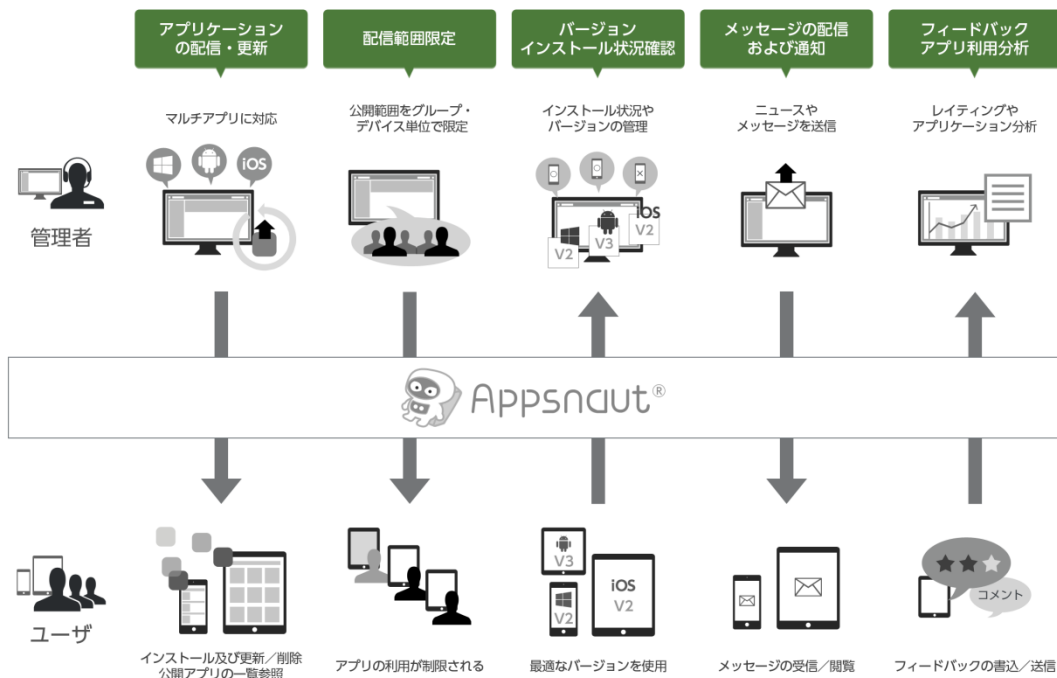 アプリケーション
の配信・更新
配信範囲限定
バージョン
インストール状況確認
メッセージの配信
および通知
フィードバック
アプリ利用分析
マルチアプリに対応
公開範囲をグループ・
デバイス単位で限定
インストール状況や
バージョンの管理
ニュースや
メッセージを送信
レイティングや
アプリケーション分析
iOS
管理者
V2
V3
iOS
V2
Appsnaut®
ユーザ
V3
V2
iOS
V2
コメント
インストール及び更新/削除
公開アプリの一覧参照
アプリの利用が制限される
最適なバージョンを使用
メッセージの受信/閲覧
フィードバックの書込/送信